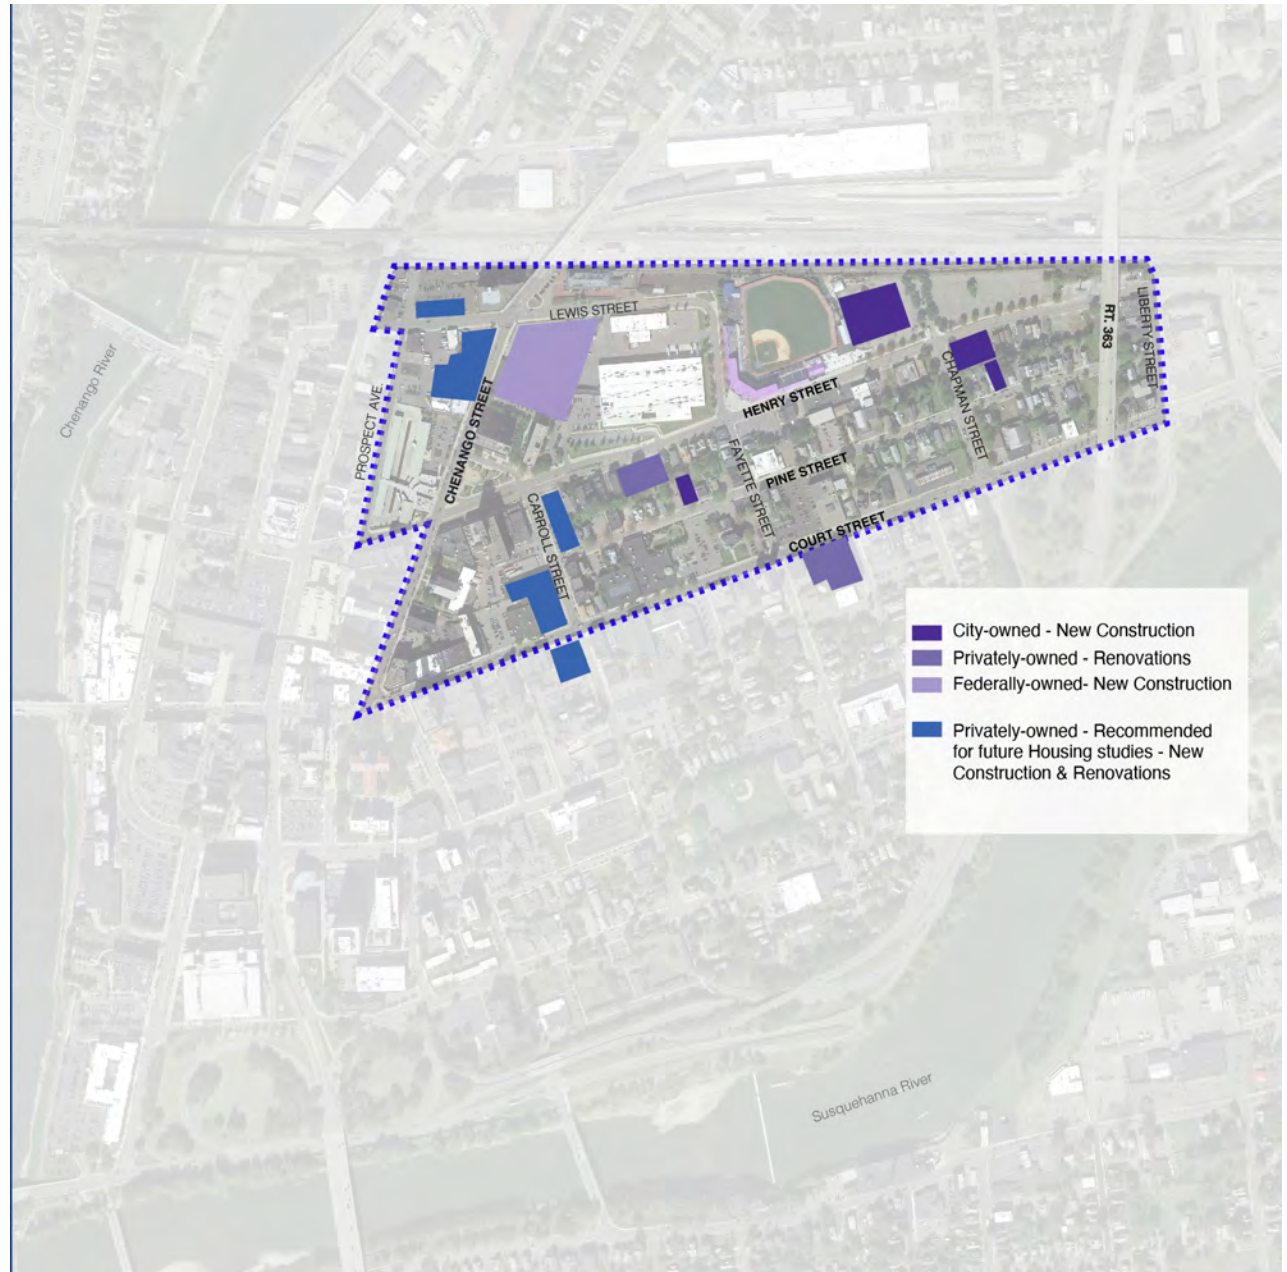 LEWIS STREET
LIBERTY STREET
RT. 363
Chenango River
PROSPECT AVE.
CHENANGO STREET
HENRY STREET
CHAPMAN STREET
FAYETTE STREET
PINE STREET
CARROLL STREET
COURT STREET
City-owned - New Construction
Privately-owned - Renovations
Federally-owned- New Construction
Privately-owned - Recommended
for future Housing studies - New
Construction & Renovations
Susquehanna River